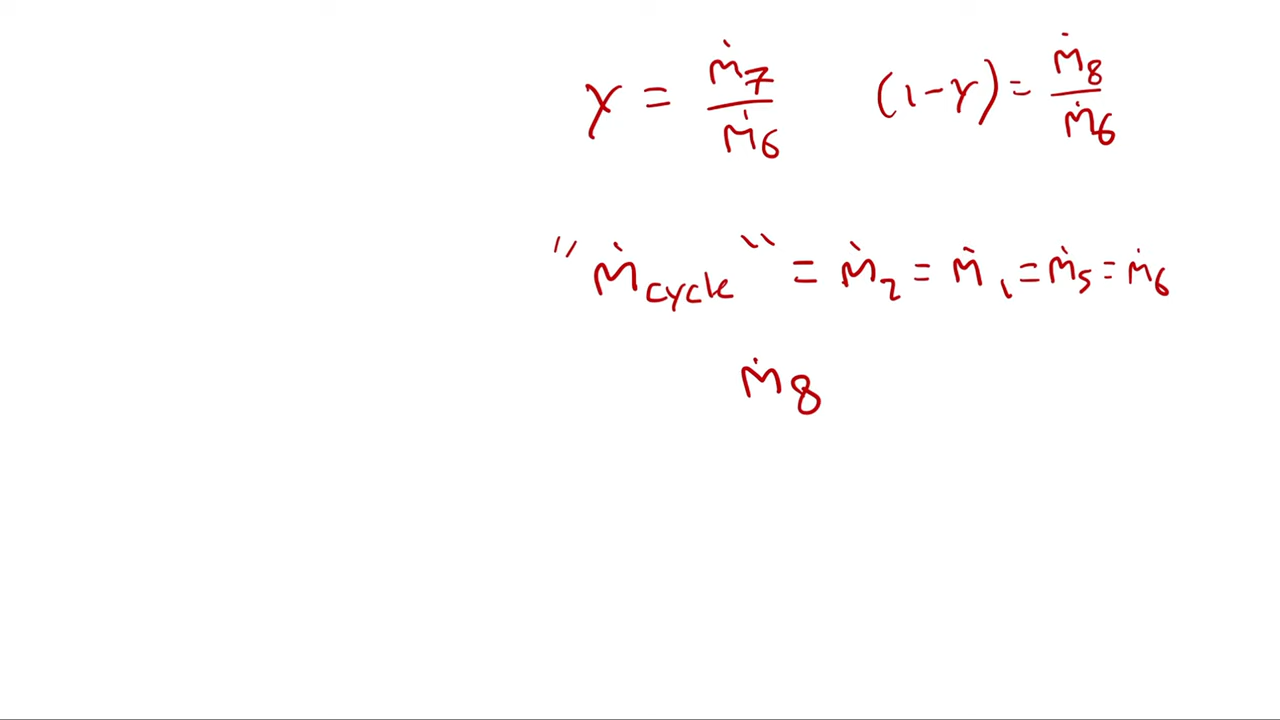 y = ṁ7/ṁ6   (1-y) = ṁ8/ṁ6
"ṁcycle" = ṁ2 = ṁ1 = ṁ5 = ṁ6
ṁ8